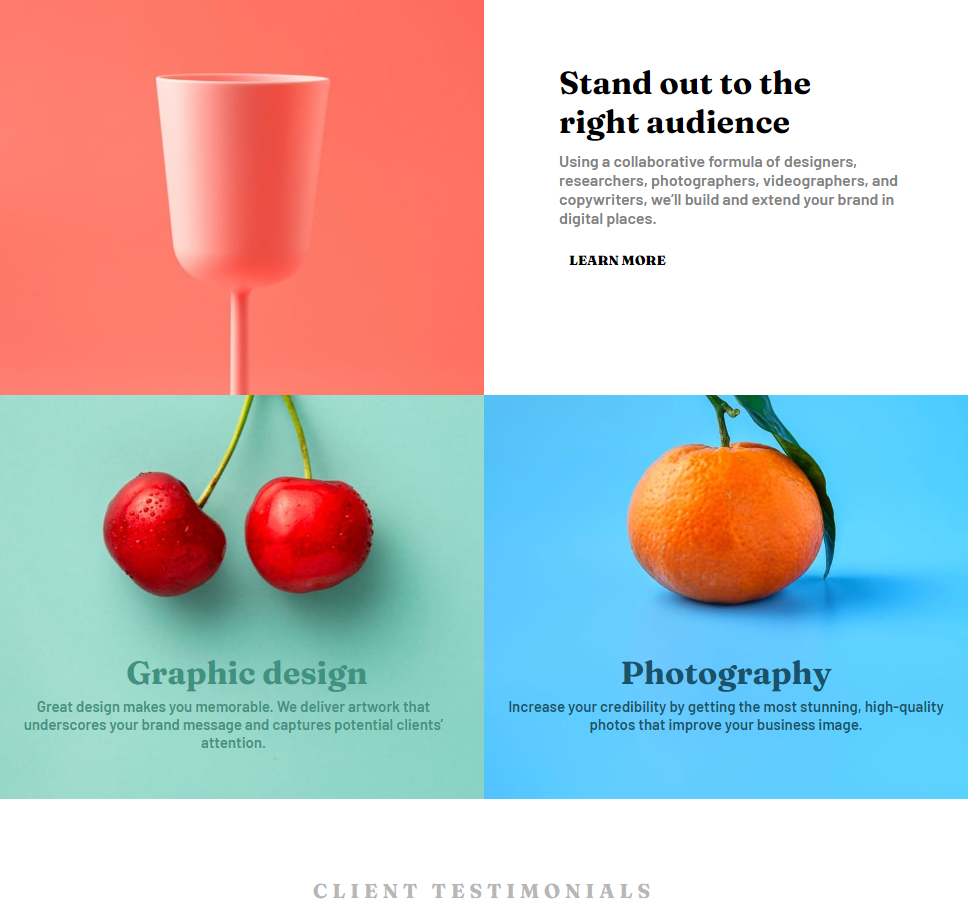 Stand out to the
right audience
Using a collaborative formula of designers,
researchers, photographers, videographers, and
copywriters, we’ll build and extend your brand in
digital places.
LEARN MORE
Graphic design
Great design makes you memorable. We deliver artwork that
underscores your brand message and captures potential clients’
attention.
Photography
Increase your credibility by getting the most stunning, high-quality
photos that improve your business image.
CLIENT TESTIMONIALS